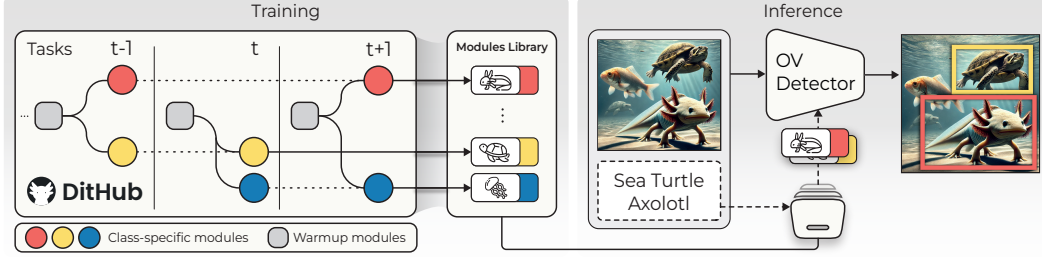 Training
Inference
Tasks
t-1
t
t+1
Modules Library
...
DitHub
Class-specific modules
Warmup modules
Sea Turtle
Axolotl
OV
Detector